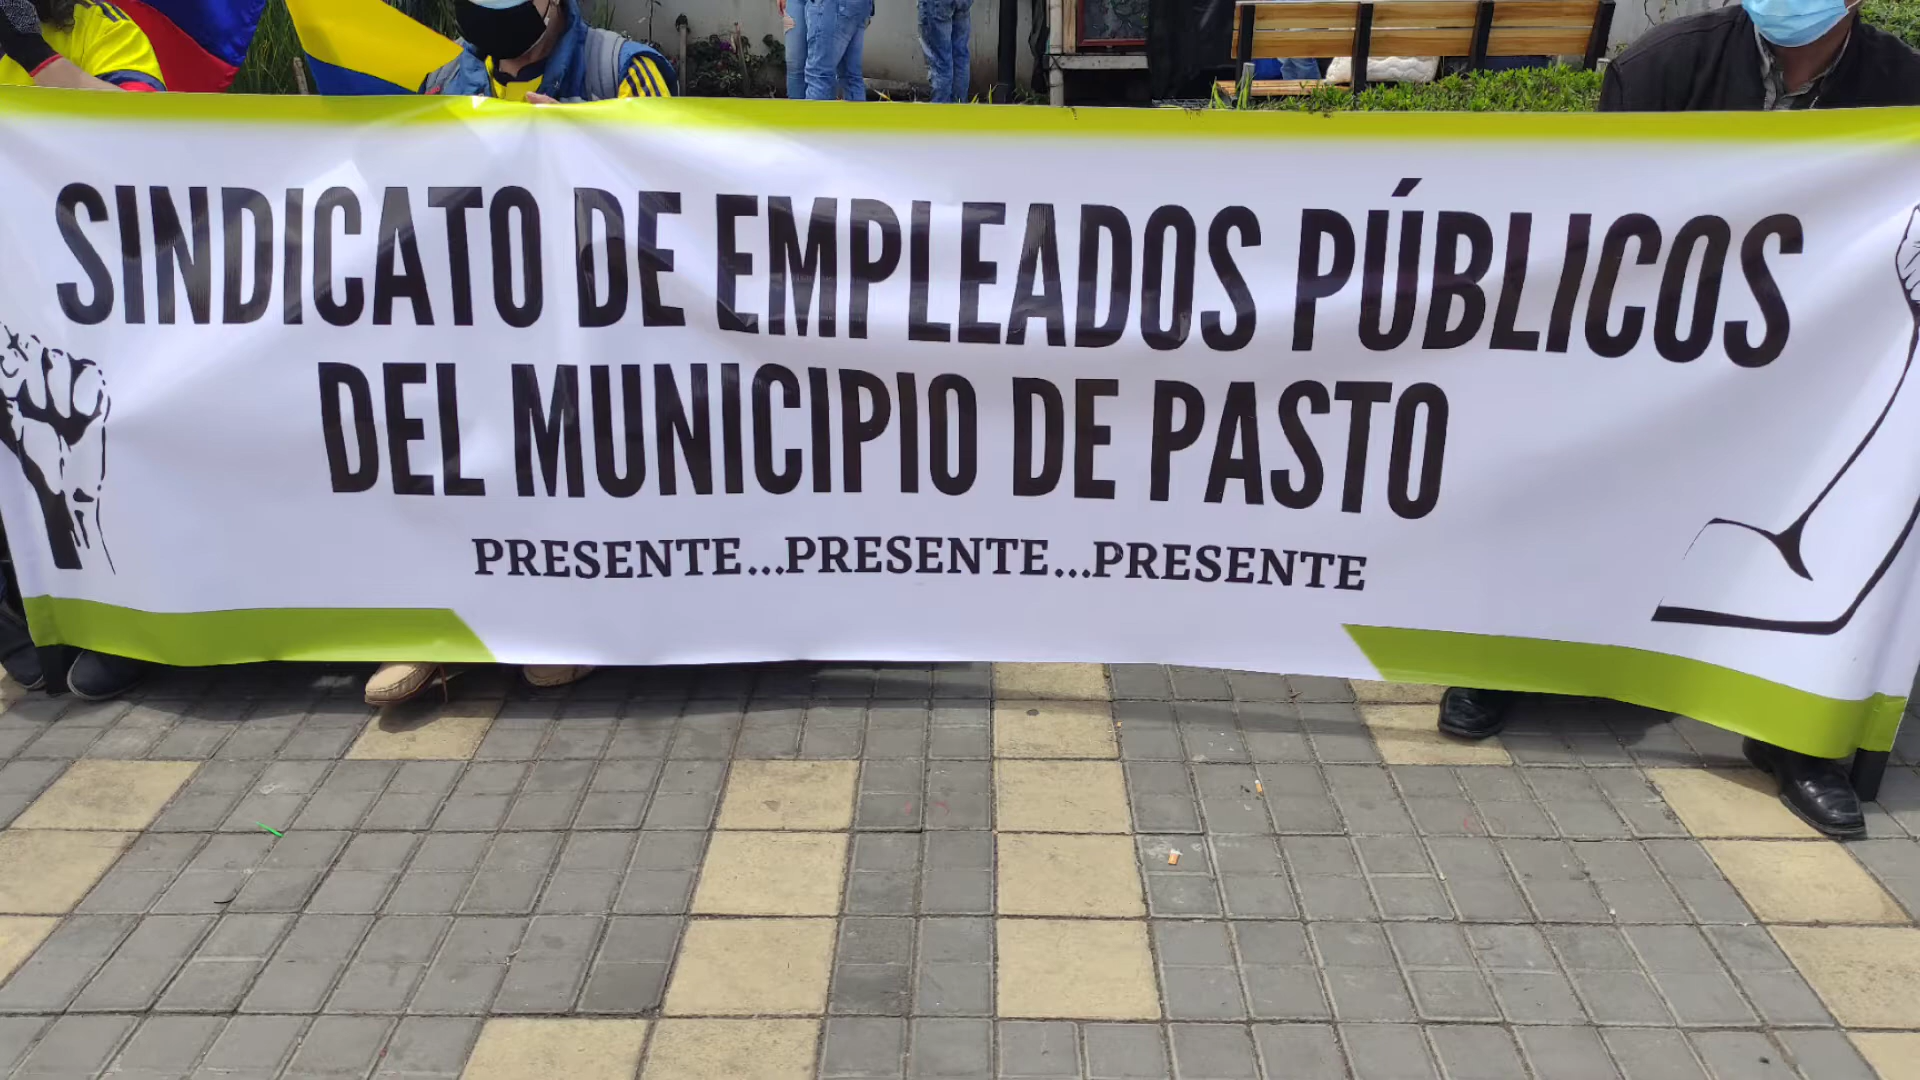 SINDICATO DE EMPLEADOS PÚBLICOS
DEL MUNICIPIO DE PASTO
PRESENTE...PRESENTE...PRESENTE